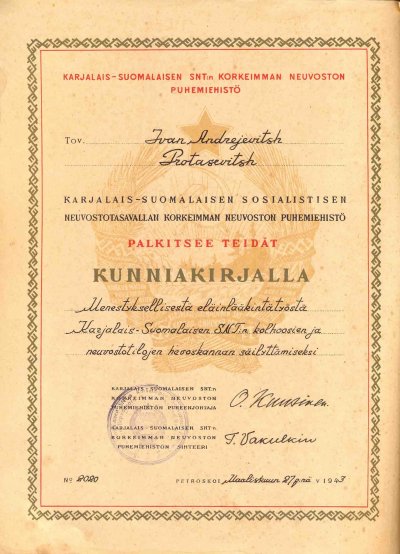 KARJALAIS-SUOMALAISEN SNT:n KORKEIMMAN NEUVOSTON
PUHEMIEHISTÖ
Tov. Ivan Andrejevitsh
Protasevitsh
KARJALAIS-SUOMALAISEN SOSIALISTISEN
NEUVOSTOTASAVALLAN KORKEIMMAN NEUVOSTON PUHEMIEHISTÖ
PALKITSEE TEIDÄT
KUNNIAKIRJALLA
Menestyksellisestä eläinlääkintätyöstä
Karjalais-Suomalaisen SNT:n kolhoosien ja
neuvostotilojen hevoskannan säilyttämiseksi
KARJALAIS-SUOMALAISEN SNT:n
KORKEIMMAN NEUVOSTON
PUHEMIEHISTÖN PUHEENJOHTAJA
O. Kuusinen.
KARJALAIS-SUOMALAISEN SNT:n
KORKEIMMAN NEUVOSTON
PUHEMIEHISTÖN SIHTEERI
T. Vakulkin
No 2020
PETROSKOI Maaliskuun 27 p:nä v 1943